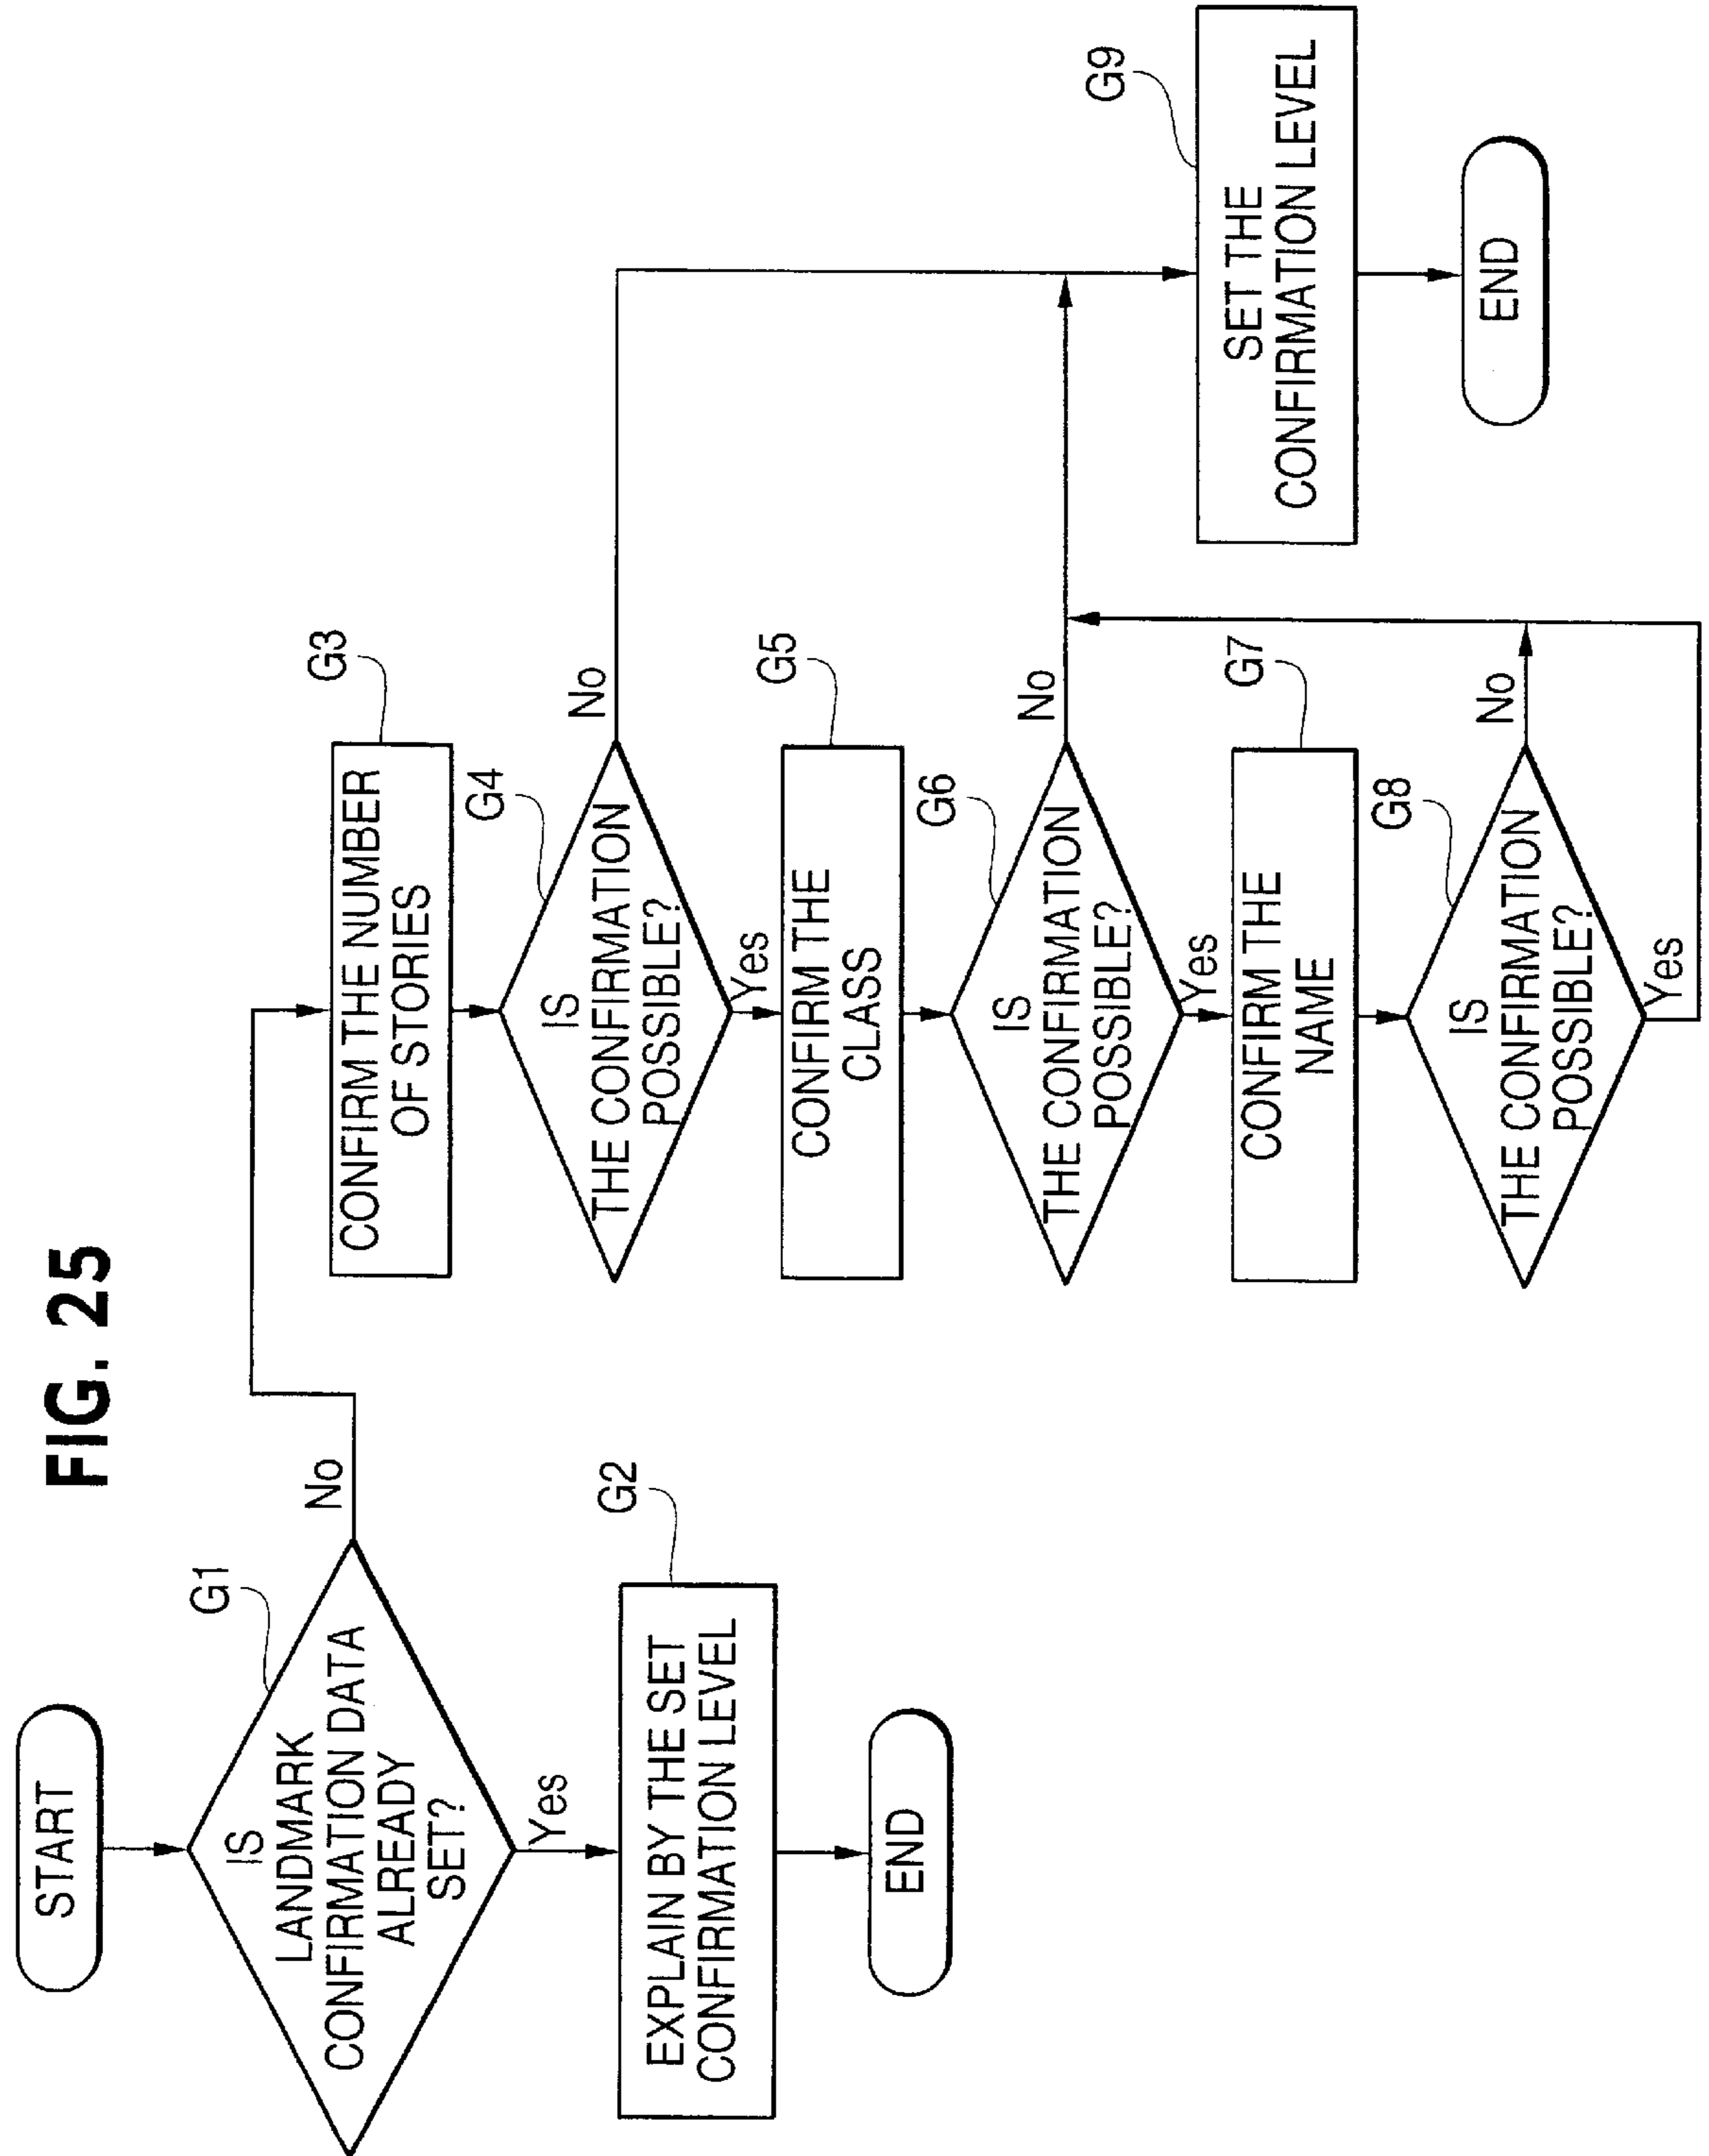 FIG. 25
START
G1
IS
LANDMARK
CONFIRMATION DATA
ALREADY
SET?
No
Yes
G2
EXPLAIN BY THE SET
CONFIRMATION LEVEL
END
G3
CONFIRM THE NUMBER
OF STORIES
G4
IS
THE CONFIRMATION
POSSIBLE?
No
Yes
G5
CONFIRM THE
CLASS
G6
IS
THE CONFIRMATION
POSSIBLE?
No
Yes
G7
CONFIRM THE
NAME
G8
IS
THE CONFIRMATION
POSSIBLE?
No
Yes
G9
SET THE
CONFIRMATION LEVEL
END